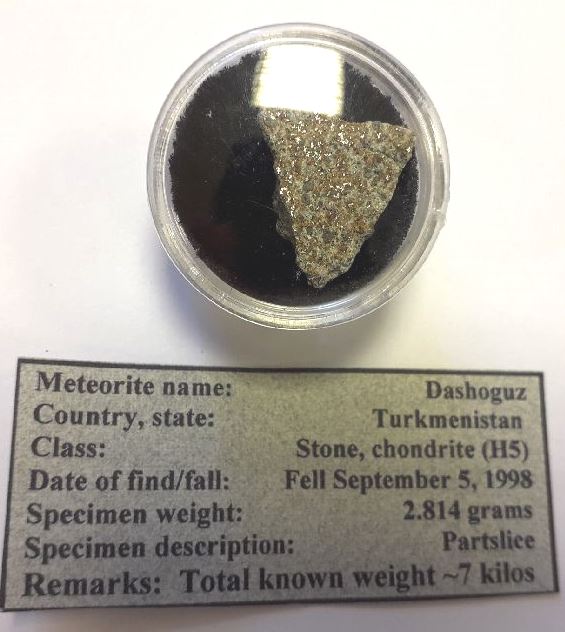 Meteorite name: Dashoguz
Country, state: Turkmenistan
Class: Stone, chondrite (H5)
Date of find/fall: Fell September 5, 1998
Specimen weight: 2.814 grams
Specimen description: Partslice
Remarks: Total known weight ~7 kilos